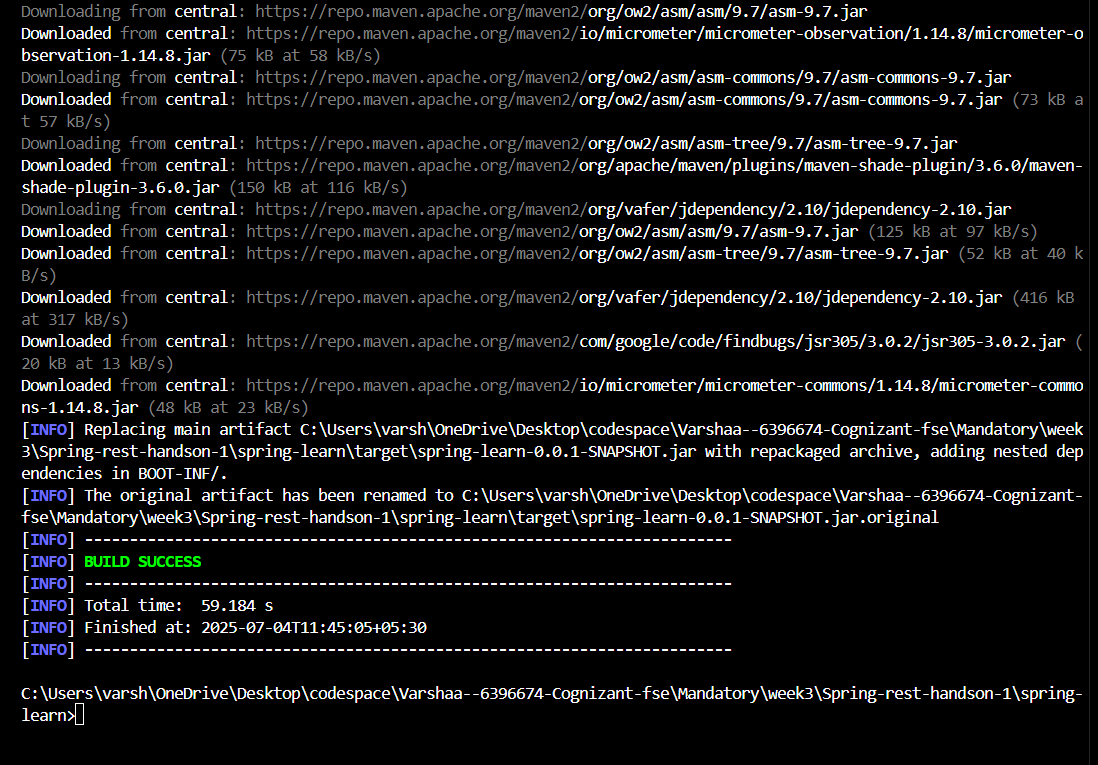 Downloading from central: https://repo.maven.apache.org/maven2/org/ow2/asm/asm/9.7/asm-9.7.jar
Downloaded from central: https://repo.maven.apache.org/maven2/io/micrometer/micrometer-observation/1.14.8/micrometer-o
bservation-1.14.8.jar (75 kB at 58 kB/s)
Downloading from central: https://repo.maven.apache.org/maven2/org/ow2/asm/asm-commons/9.7/asm-commons-9.7.jar
Downloaded from central: https://repo.maven.apache.org/maven2/org/ow2/asm/asm-commons/9.7/asm-commons-9.7.jar (73 kB a
t 57 kB/s)
Downloading from central: https://repo.maven.apache.org/maven2/org/ow2/asm/asm-tree/9.7/asm-tree-9.7.jar
Downloaded from central: https://repo.maven.apache.org/maven2/org/apache/maven/plugins/maven-shade-plugin/3.6.0/maven-
shade-plugin-3.6.0.jar (150 kB at 116 kB/s)
Downloading from central: https://repo.maven.apache.org/maven2/org/vafer/jdependency/2.10/jdependency-2.10.jar
Downloaded from central: https://repo.maven.apache.org/maven2/org/ow2/asm/asm/9.7/asm-9.7.jar (125 kB at 97 kB/s)
Downloaded from central: https://repo.maven.apache.org/maven2/org/ow2/asm/asm-tree/9.7/asm-tree-9.7.jar (52 kB at 40 k
B/s)
Downloaded from central: https://repo.maven.apache.org/maven2/org/vafer/jdependency/2.10/jdependency-2.10.jar (416 kB
at 317 kB/s)
Downloaded from central: https://repo.maven.apache.org/maven2/com/google/code/findbugs/jsr305/3.0.2/jsr305-3.0.2.jar (
20 kB at 13 kB/s)
Downloaded from central: https://repo.maven.apache.org/maven2/io/micrometer/micrometer-commons/1.14.8/micrometer-commo
ns-1.14.8.jar (48 kB at 23 kB/s)
[INFO] Replacing main artifact C:\Users\varsh\OneDrive\Desktop\codespace\Varshaa--6396674-Cognizant-fse\Mandatory\week
3\Spring-rest-handson-1\spring-learn\target\spring-learn-0.0.1-SNAPSHOT.jar with repackaged archive, adding nested dep
endencies in BOOT-INF/.
[INFO] The original artifact has been renamed to C:\Users\varsh\OneDrive\Desktop\codespace\Varshaa--6396674-Cognizant-
fse\Mandatory\week3\Spring-rest-handson-1\spring-learn\target\spring-learn-0.0.1-SNAPSHOT.jar.original
[INFO] ------------------------------------------------------------------------
[INFO] BUILD SUCCESS
[INFO] ------------------------------------------------------------------------
[INFO] Total time:  59.184 s
[INFO] Finished at: 2025-07-04T11:45:05+05:30
[INFO] ------------------------------------------------------------------------
C:\Users\varsh\OneDrive\Desktop\codespace\Varshaa--6396674-Cognizant-fse\Mandatory\week3\Spring-rest-handson-1\spring-
learn>